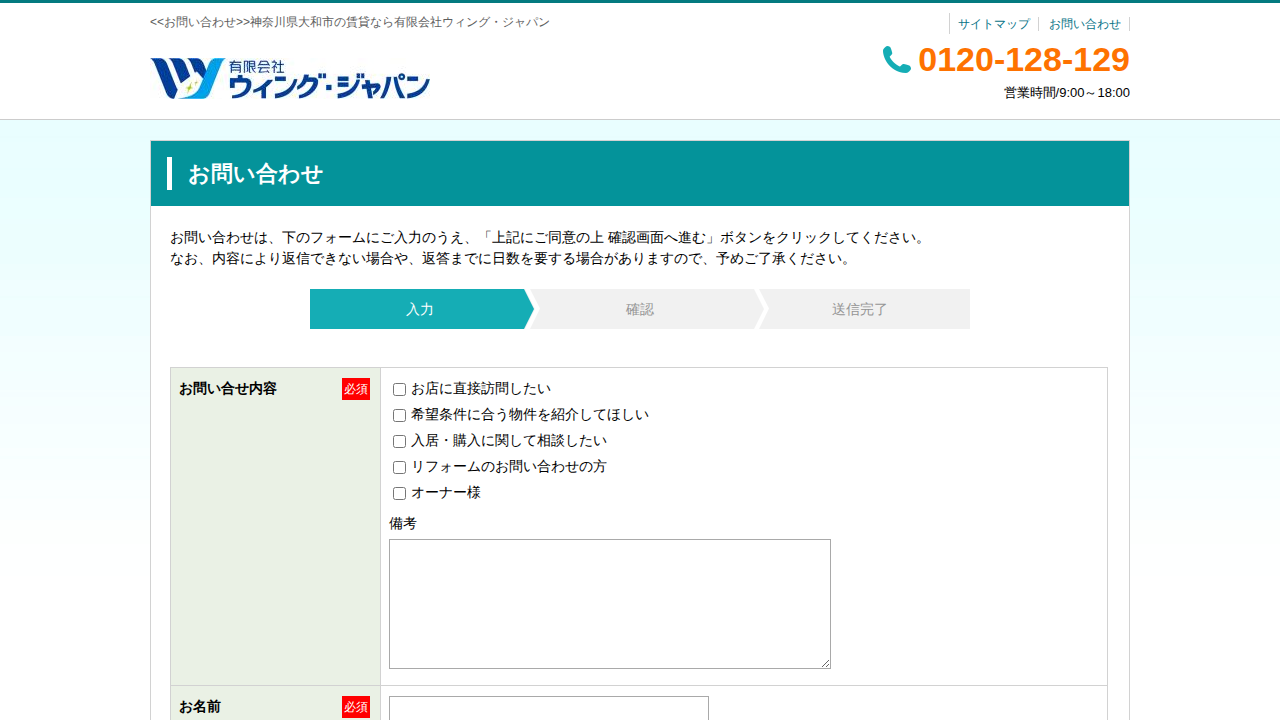 <<お問い合わせ>>神奈川県大和市の賃貸なら有限会社ウィング・ジャパン
サイトマップ
お問い合わせ
有限会社
ウィング・ジャパン
0120-128-129
営業時間/9:00～18:00
お問い合わせ
お問い合わせは、下のフォームにご入力のうえ、「上記にご同意の上 確認画面へ進む」ボタンをクリックしてください。
なお、内容により返信できない場合や、返答までに日数を要する場合がありますので、予めご了承ください。
入力
確認
送信完了
お問い合せ内容
必須
お店に直接訪問したい
希望条件に合う物件を紹介してほしい
入居・購入に関して相談したい
リフォームのお問い合わせの方
オーナー様
備考
お名前
必須